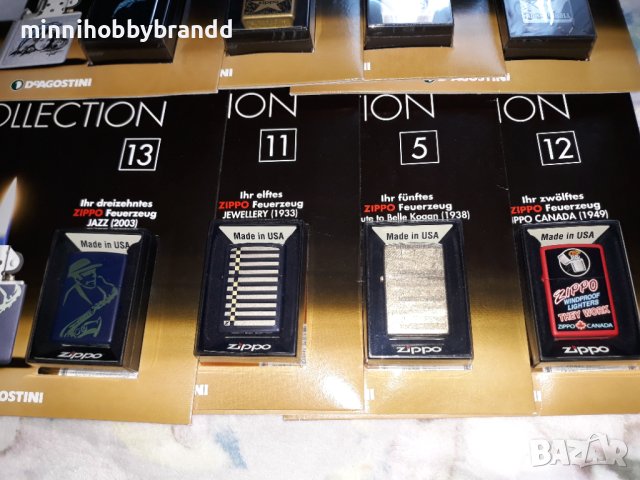 minnihobbybrandd
DeAGOSTINI
OLLECTION
13
Ihr dreizehntes
ZIPPO Feuerzeug
JAZZ (2003)
Made in USA
zippo
AGOSTINI
ION
11
Ihr elftes
ZIPPO Feuerzeug
JEWELLERY (1933)
Made in USA
zippo
ION
5
Ihr fünftes
ZIPPO Feuerzeug
ute to Belle Kogan (1938)
Made in USA
zippo
ION
12
Ihr zwölftes
ZIPPO Feuerzeug
IPPO CANADA (1949)
Made in USA
ZIPPO
WINDPROOF
LIGHTERS
THEY WORK
ZIPPO CANADA
zippo
BAZAR